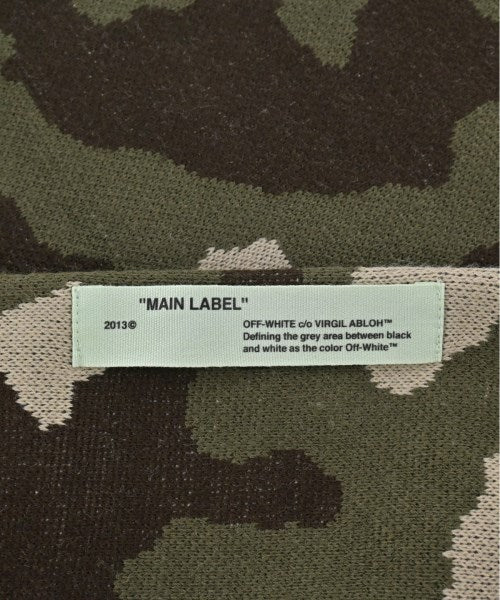 "MAIN LABEL"
2013©
OFF-WHITE c/o VIRGIL ABLOH™
Defining the grey area between black
and white as the color Off-White™